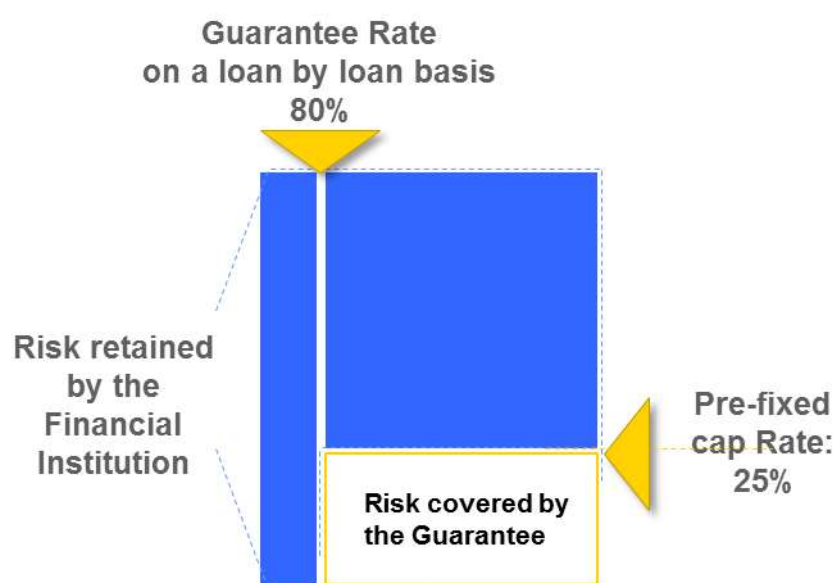 Guarantee Rate
on a loan by loan basis
80%
Risk retained
by the
Financial
Institution
Pre-fixed
cap Rate:
25%
Risk covered by
the Guarantee